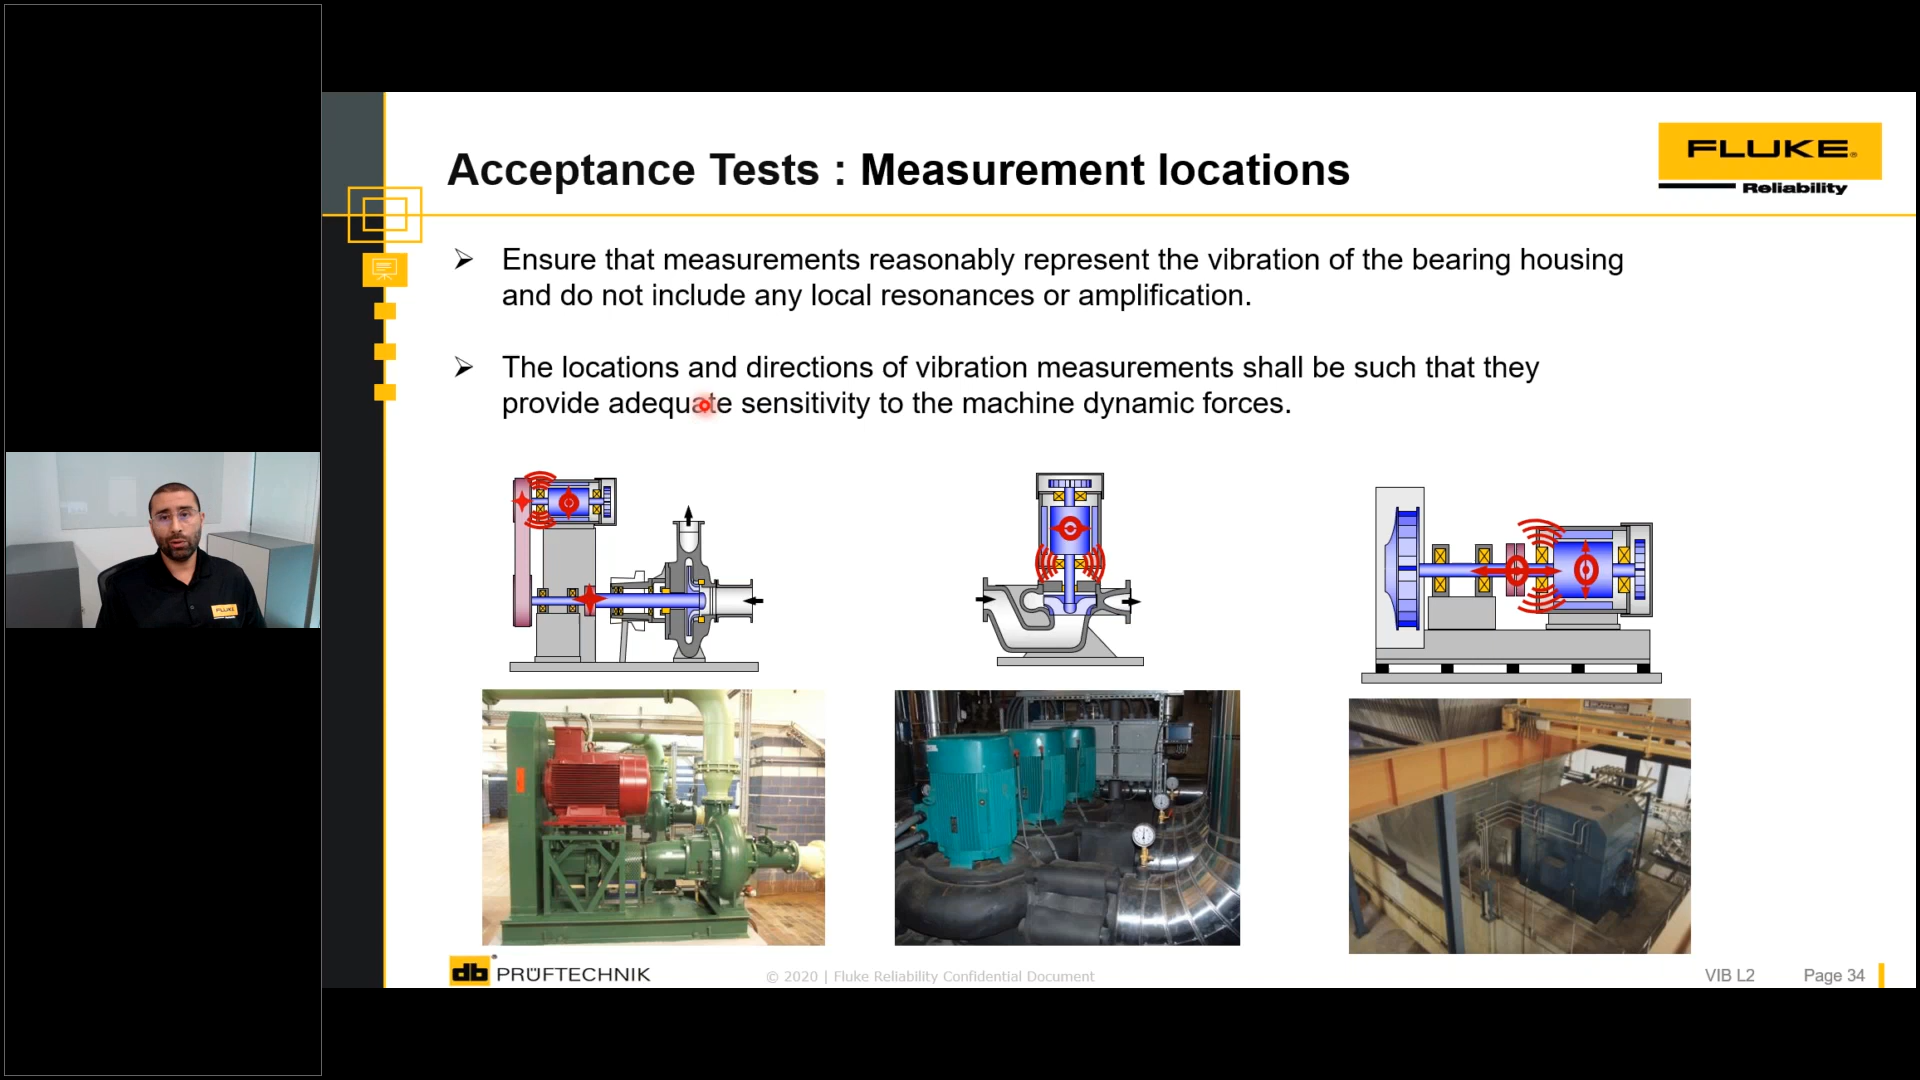 Acceptance Tests : Measurement locations
FLUKE®
Reliability
➢ Ensure that measurements reasonably represent the vibration of the bearing housing
and do not include any local resonances or amplification.
➢ The locations and directions of vibration measurements shall be such that they
provide adequate sensitivity to the machine dynamic forces.
FLUKE
db PRÜFTECHNIK
© 2020 | Fluke Reliability Confidential Document
VIB L2
Page 34